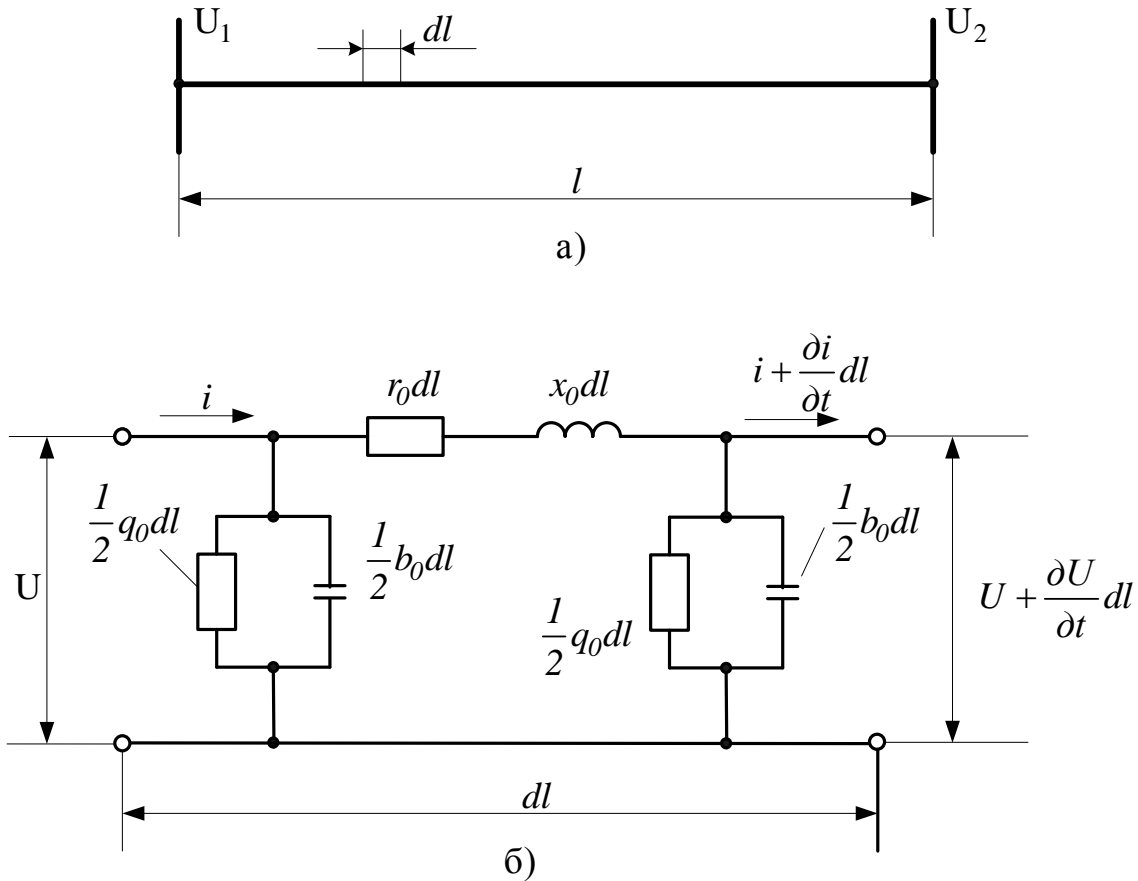 U₁
dl
U₂
l
а)
i
r₀dl
x₀dl
i + ∂i/∂t dl
1/2 q₀dl
1/2 b₀dl
1/2 b₀dl
U
1/2 q₀dl
U + ∂U/∂t dl
dl
б)